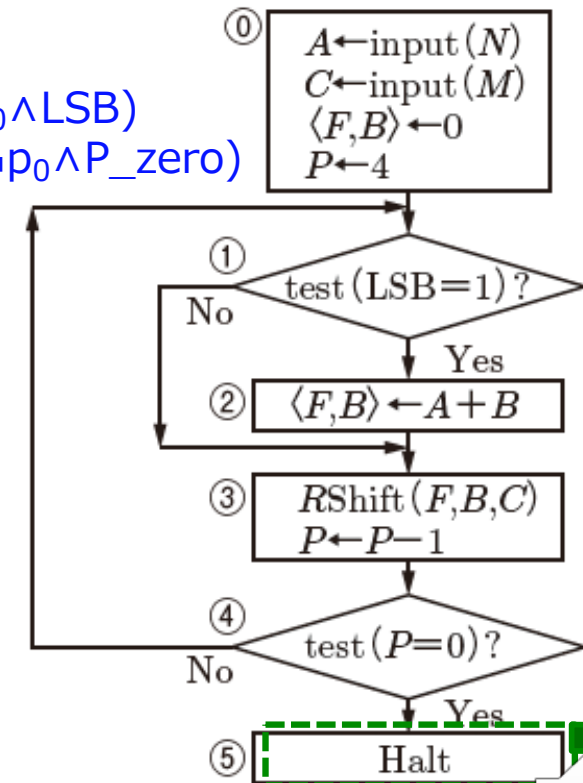 ⓪
A←input(N)
C←input(M)
⟨F,B⟩←0
P←4
₀∧LSB)
p₀∧P_zero)
①
test(LSB=1)?
No
Yes
②
⟨F,B⟩←A+B
③
RShift(F,B,C)
P←P−1
④
test(P=0)?
No
Yes
⑤
Halt